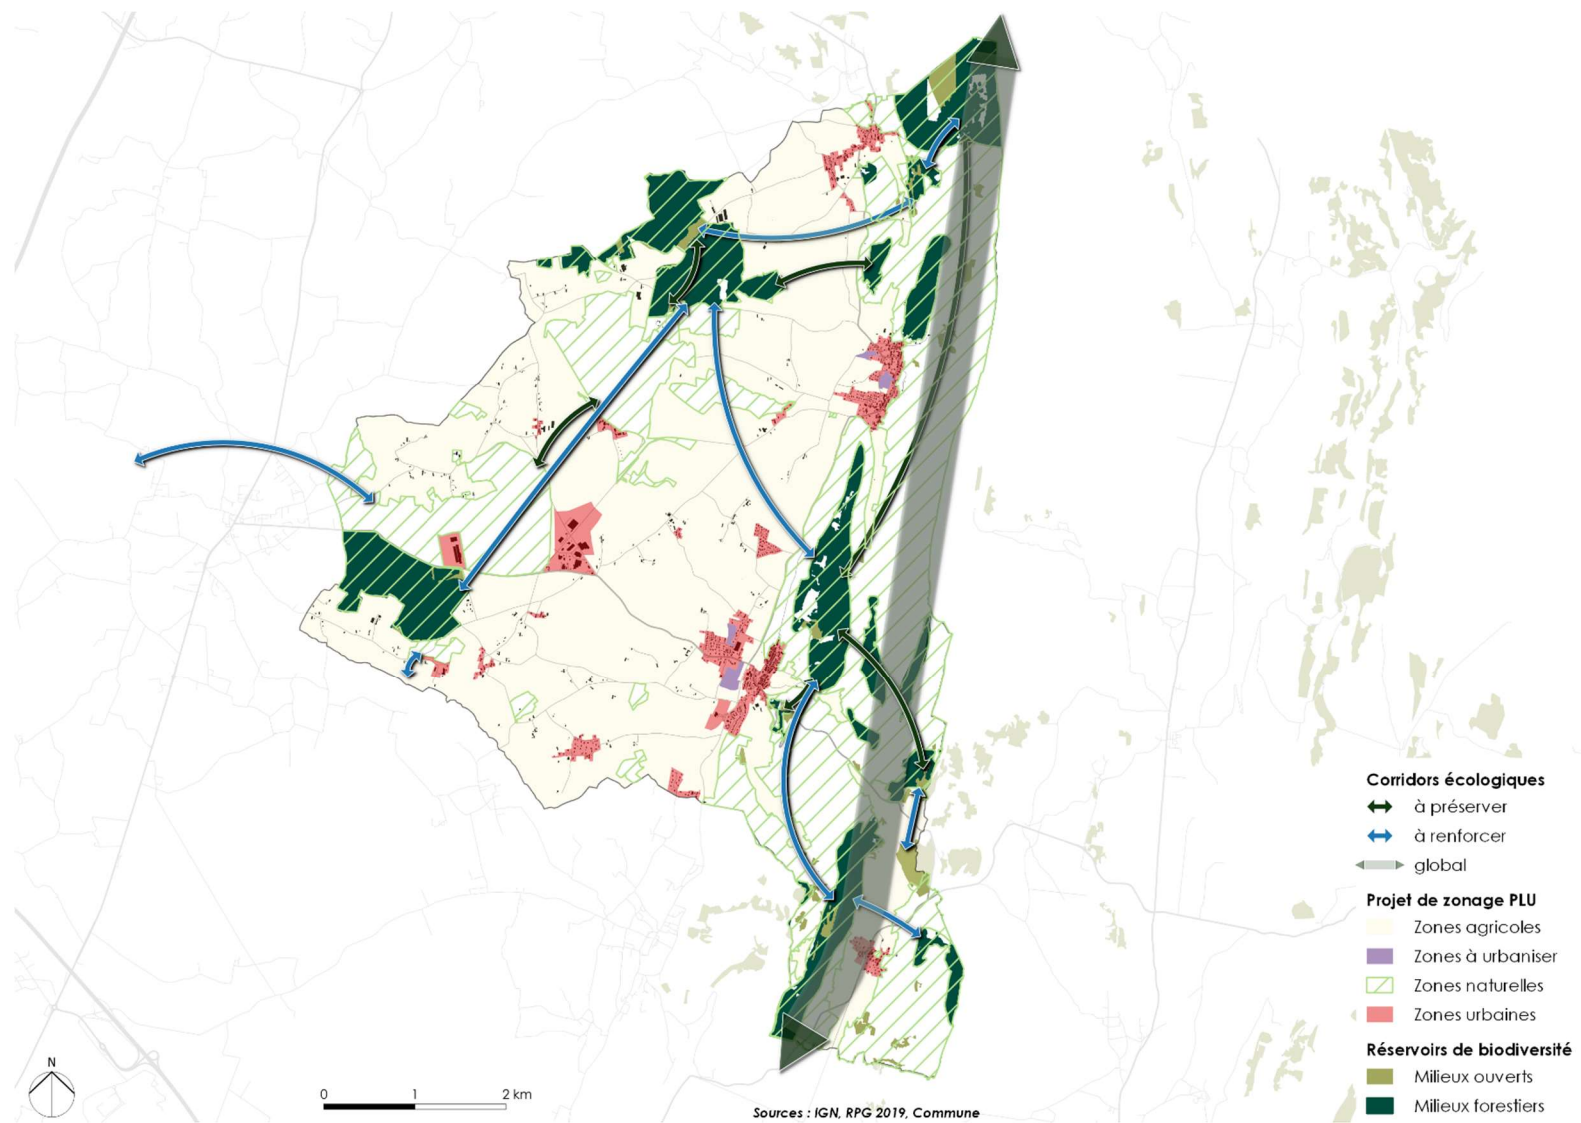 Corridors écologiques
à préserver
à renforcer
global
Projet de zonage PLU
Zones agricoles
Zones à urbaniser
Zones naturelles
Zones urbaines
Réservoirs de biodiversité
Milieux ouverts
Milieux forestiers
N
0 1 2 km
Sources : IGN, RPG 2019, Commune